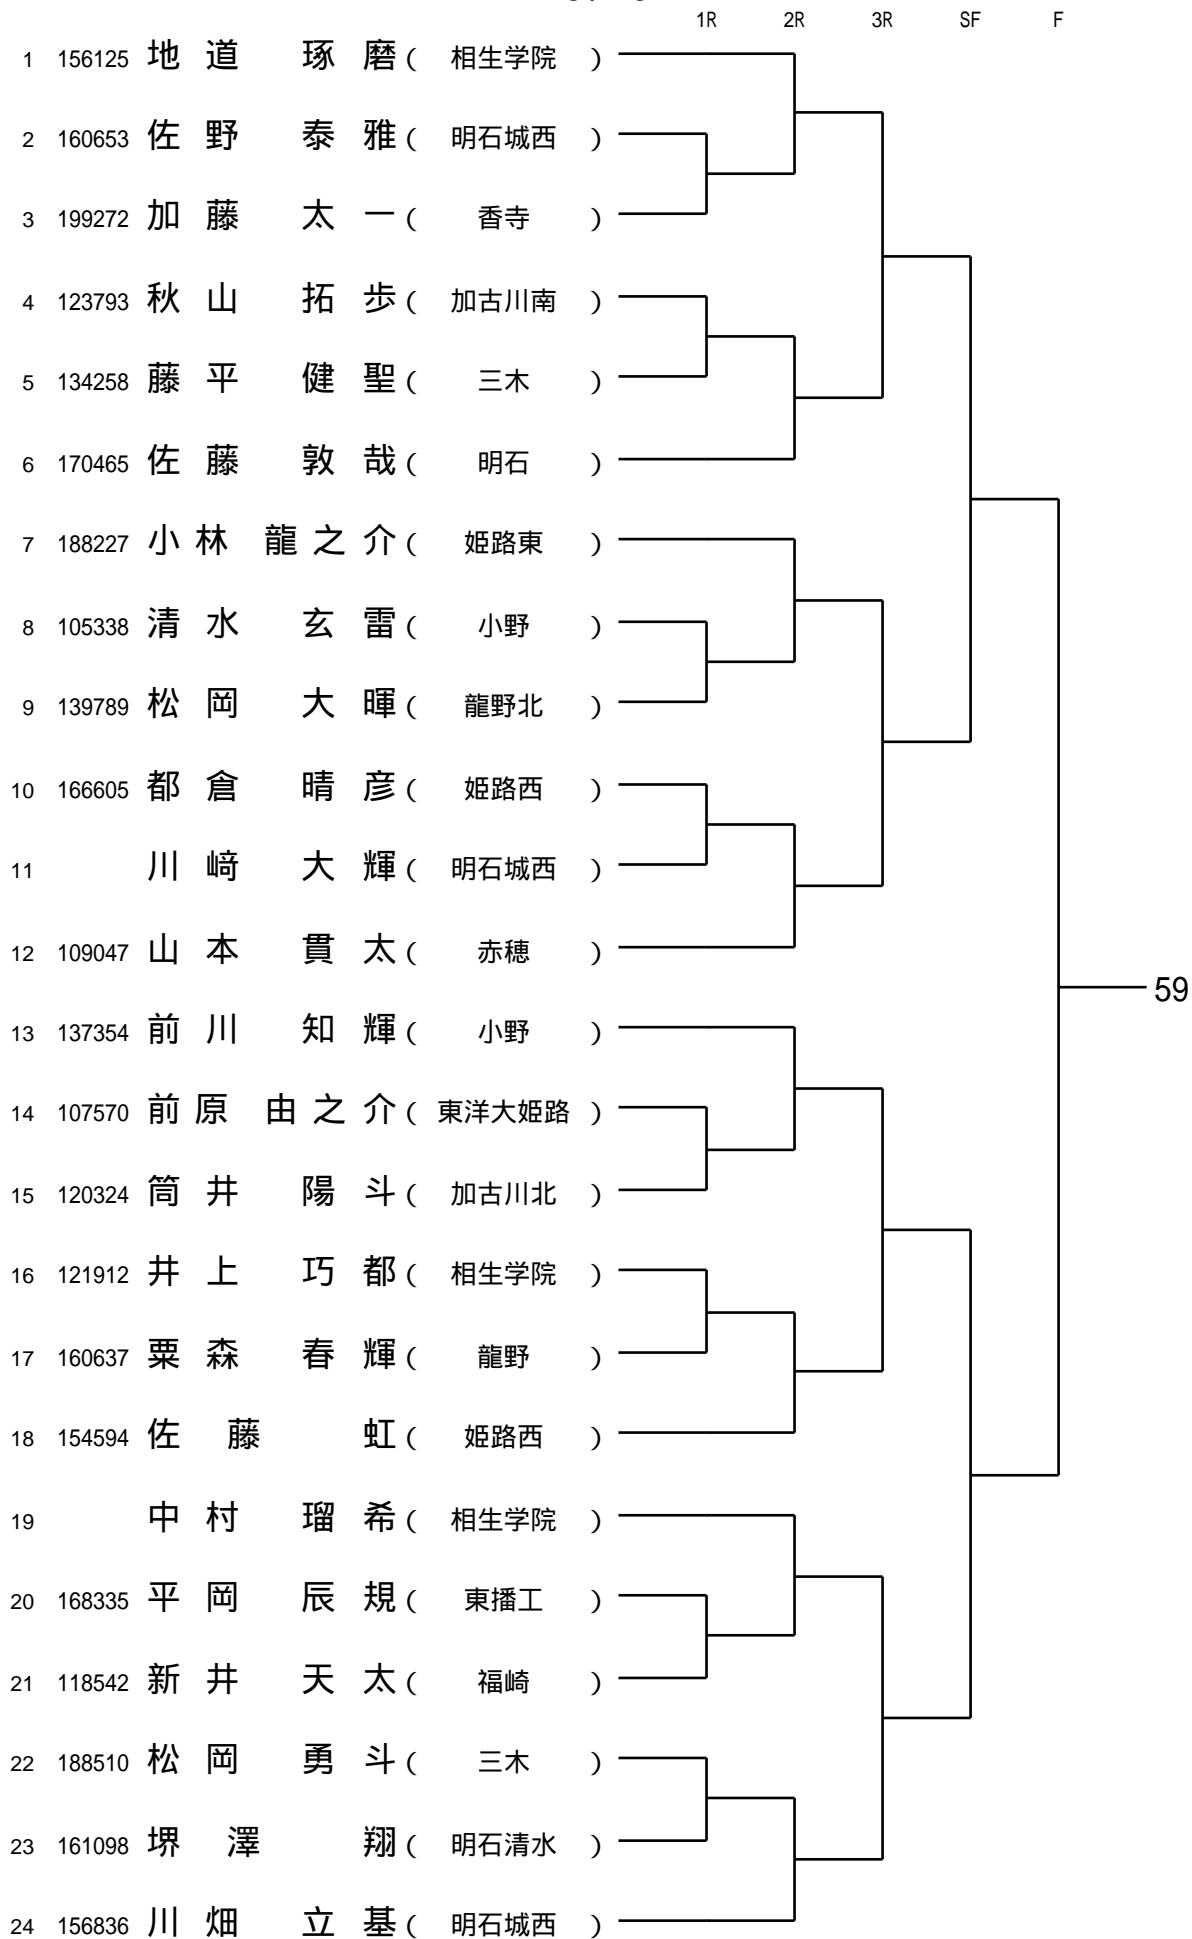 1R 2R 3R SF F
1 156125 地道 琢磨 ( 相生学院 )
2 160653 佐野 泰雅 ( 明石城西 )
3 199272 加藤 太一 ( 香寺 )
4 123793 秋山 拓歩 ( 加古川南 )
5 134258 藤平 健聖 ( 三木 )
6 170465 佐藤 敦哉 ( 明石 )
7 188227 小林 龍之介 ( 姫路東 )
8 105338 清水 玄雷 ( 小野 )
9 139789 松岡 大暉 ( 龍野北 )
10 166605 都倉 晴彦 ( 姫路西 )
11 川﨑 大輝 ( 明石城西 )
12 109047 山本 貫太 ( 赤穂 )
59
13 137354 前川 知輝 ( 小野 )
14 107570 前原 由之介 ( 東洋大姫路 )
15 120324 筒井 陽斗 ( 加古川北 )
16 121912 井上 巧都 ( 相生学院 )
17 160637 粟森 春輝 ( 龍野 )
18 154594 佐藤 虹 ( 姫路西 )
19 中村 瑠希 ( 相生学院 )
20 168335 平岡 辰規 ( 東播工 )
21 118542 新井 天太 ( 福崎 )
22 188510 松岡 勇斗 ( 三木 )
23 161098 堺澤 翔 ( 明石清水 )
24 156836 川畑 立基 ( 明石城西 )